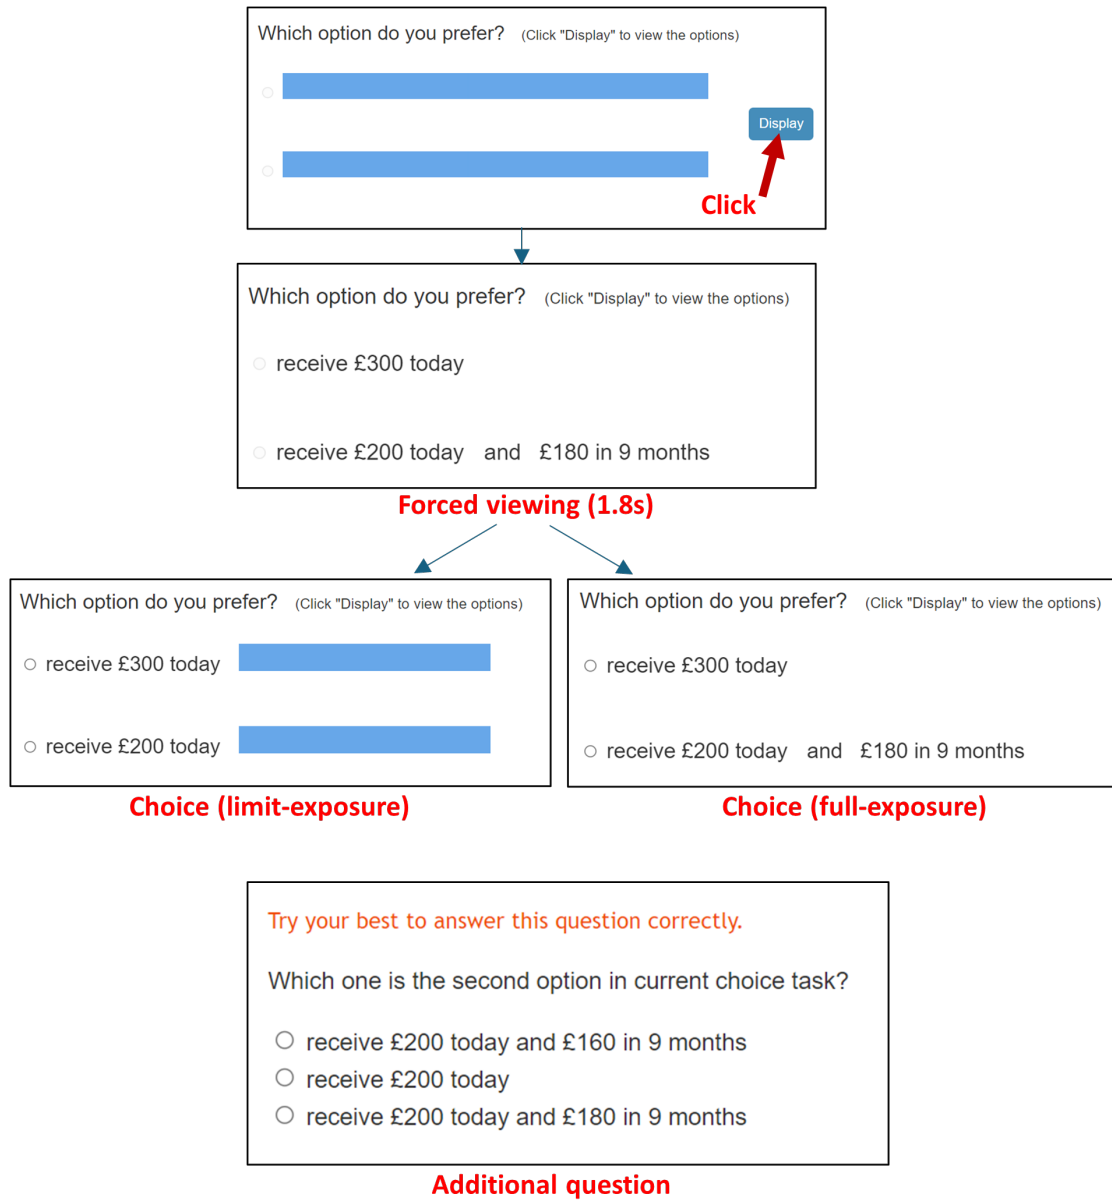 Which option do you prefer? (Click "Display" to view the options)
Display
Click
Which option do you prefer? (Click "Display" to view the options)
receive £300 today
receive £200 today and £180 in 9 months
Forced viewing (1.8s)
Which option do you prefer? (Click "Display" to view the options)
receive £300 today
receive £200 today
Choice (limit-exposure)
Which option do you prefer? (Click "Display" to view the options)
receive £300 today
receive £200 today and £180 in 9 months
Choice (full-exposure)
Try your best to answer this question correctly.
Which one is the second option in current choice task?
receive £200 today and £160 in 9 months
receive £200 today
receive £200 today and £180 in 9 months
Additional question